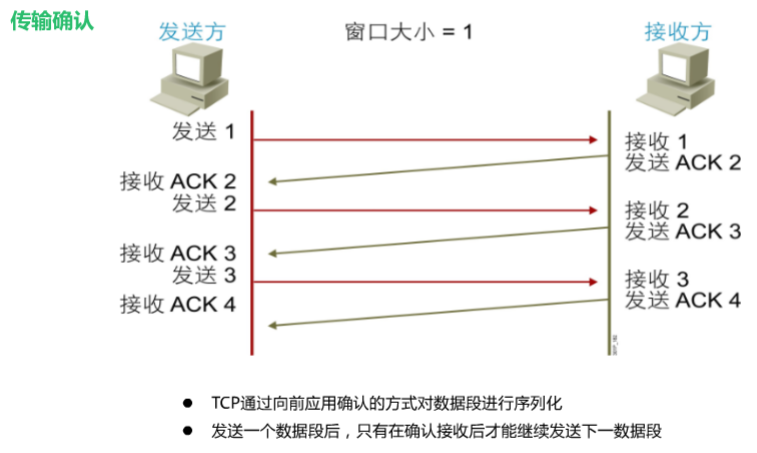 传输确认
发送方
窗口大小 = 1
接收方
发送 1
接收 1
发送 ACK 2
接收 ACK 2
发送 2
接收 2
发送 ACK 3
接收 ACK 3
发送 3
接收 3
发送 ACK 4
接收 ACK 4
● TCP通过向前应用确认的方式对数据段进行序列化
● 发送一个数据段后，只有在确认接收后才能继续发送下一数据段